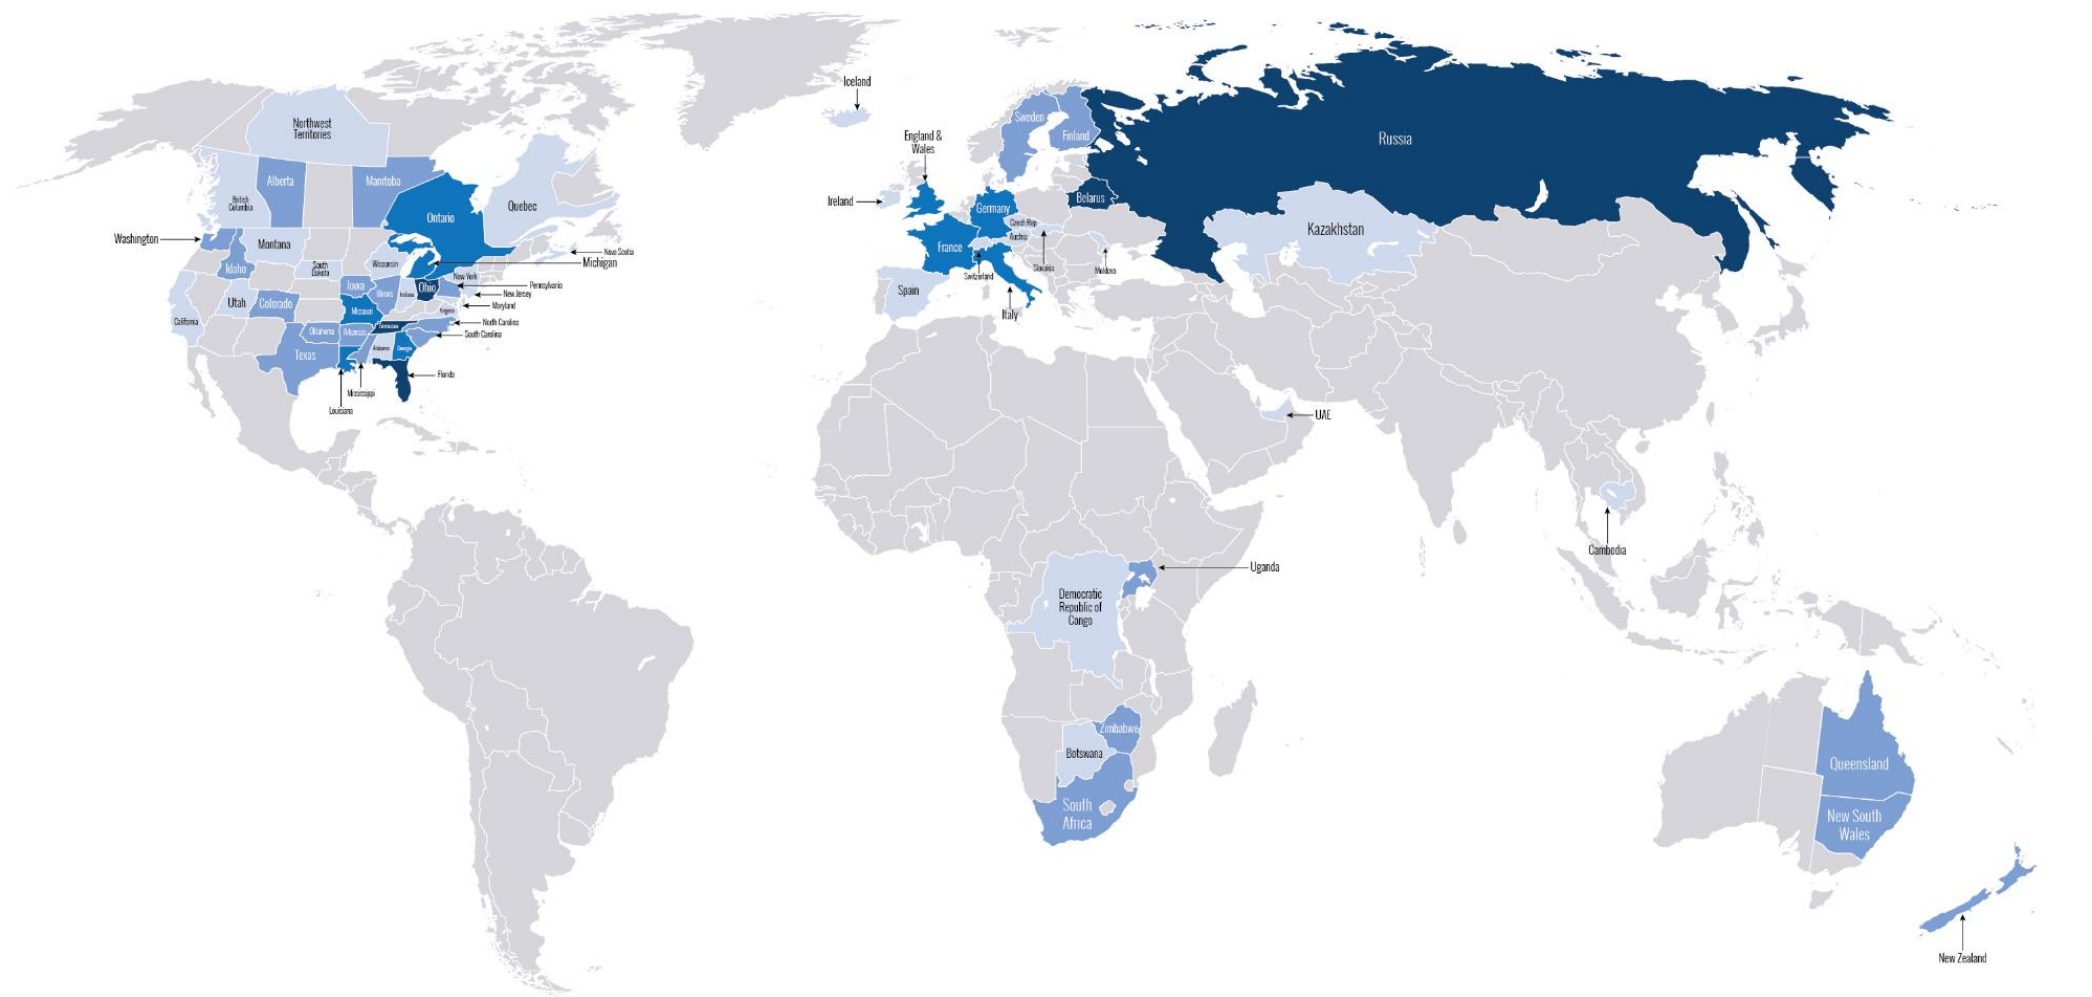 Iceland
Northwest
Territories
Sweden
Finland
England &
Wales
Russia
Alberta
Manitoba
British
Columbia
Quebec
Ontario
Ireland
Germany
Belarus
Czech Rep
Austria
France
Kazakhstan
Washington
Montana
Nova Scotia
Michigan
Idaho
South
Dakota
Wisconsin
New York
Switzerland
Slovakia
Moldova
Spain
Italy
Utah
Colorado
Iowa
Illinois
Indiana
Ohio
Pennsylvania
New Jersey
Maryland
Missouri
Virginia
California
North Carolina
South Carolina
Oklahoma
Arkansas
Tennessee
Texas
Alabama
Georgia
Florida
Mississippi
Louisiana
UAE
Cambodia
Uganda
Democratic
Republic of
Congo
Zimbabwe
Botswana
South
Africa
Queensland
New South
Wales
New Zealand